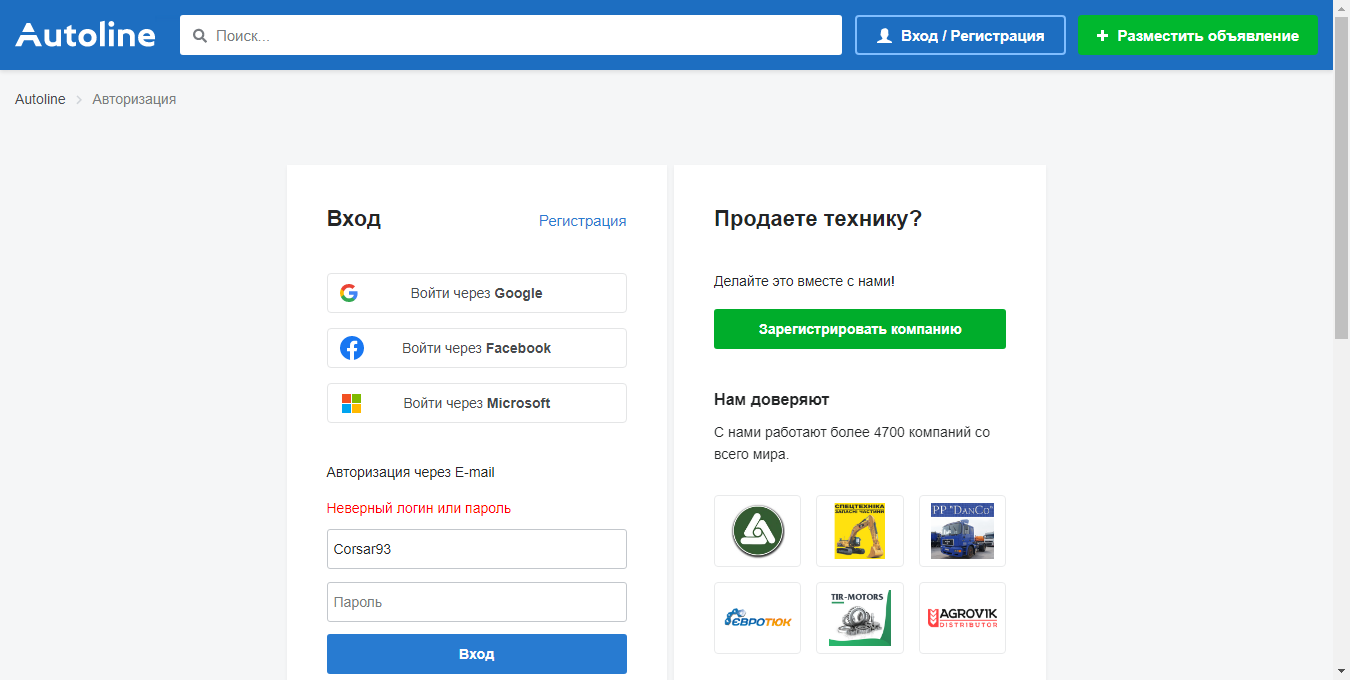 Autoline
Поиск...
Вход / Регистрация
Разместить объявление
Autoline
Авторизация
Вход
Регистрация
Войти через Google
Войти через Facebook
Войти через Microsoft
Авторизация через E-mail
Неверный логин или пароль
Corsar93
Пароль
Вход
Продаете технику?
Делайте это вместе с нами!
Зарегистрировать компанию
Нам доверяют
С нами работают более 4700 компаний со
всего мира.
СПЕЦТЕХНІКА
ЗАПАСНІ ЧАСТИНИ
PP "DanCo"
ЄВРОТЮК
TIR-MOTORS
AGROVIK
DISTRIBUTOR